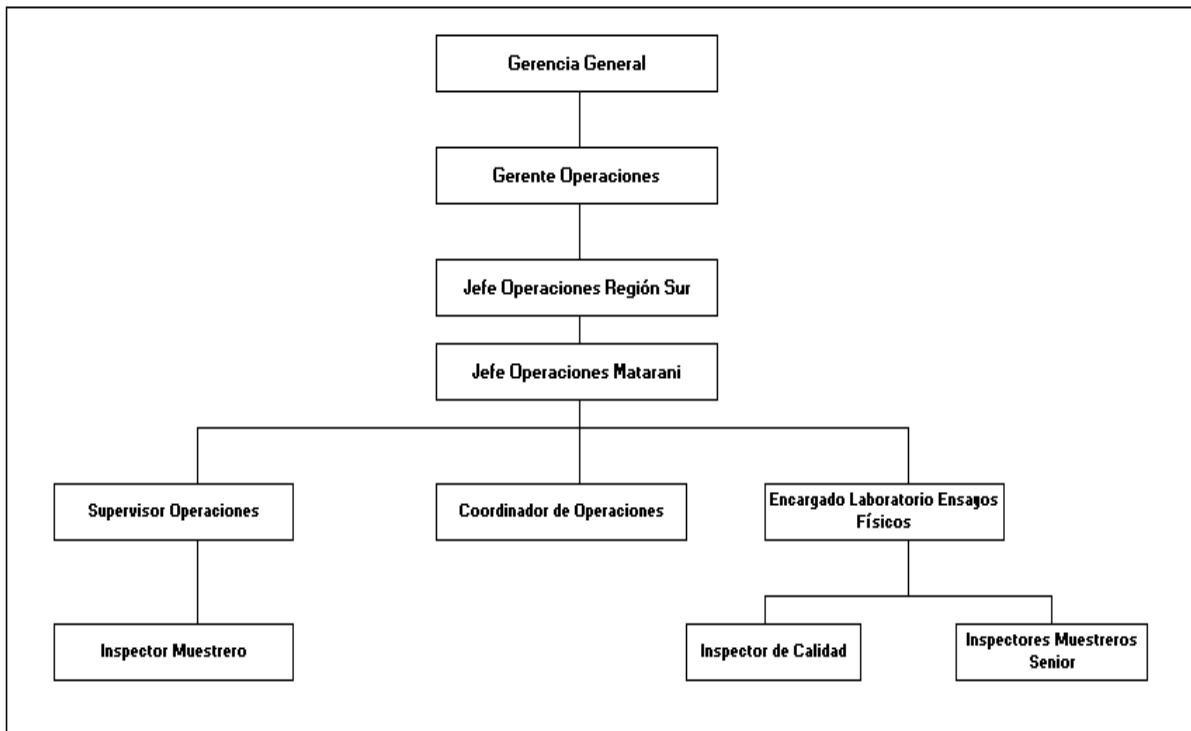 Gerencia General
Gerente Operaciones
Jefe Operaciones Región Sur
Jefe Operaciones Matarani
Supervisor Operaciones
Coordinador de Operaciones
Encargado Laboratorio Ensayos
Físicos
Inspector Muestrero
Inspector de Calidad
Inspectores Muestreros
Senior